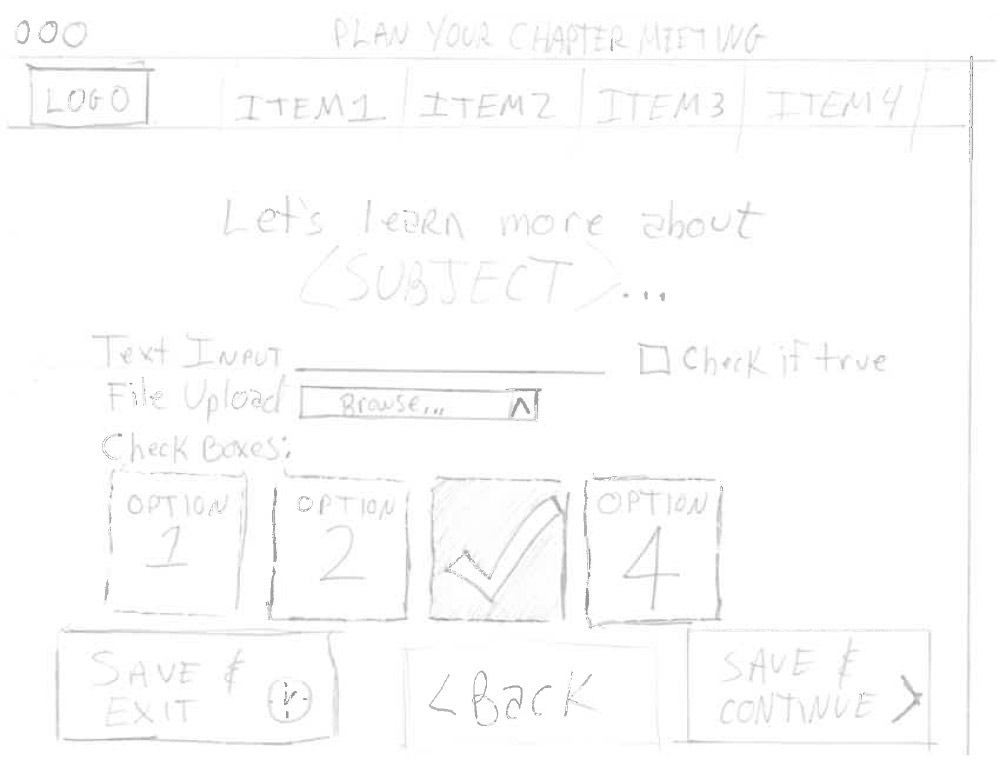 PLAN YOUR CHAPTER MEETING
LOGO
ITEM1 ITEM2 ITEM3 ITEM4
Let's learn more about
<SUBJECT>...
Text INPUT
Check if true
File Upload Browse...
Check Boxes:
OPTION
1
OPTION
2
OPTION
4
SAVE &
EXIT
<Back
SAVE &
CONTINUE >